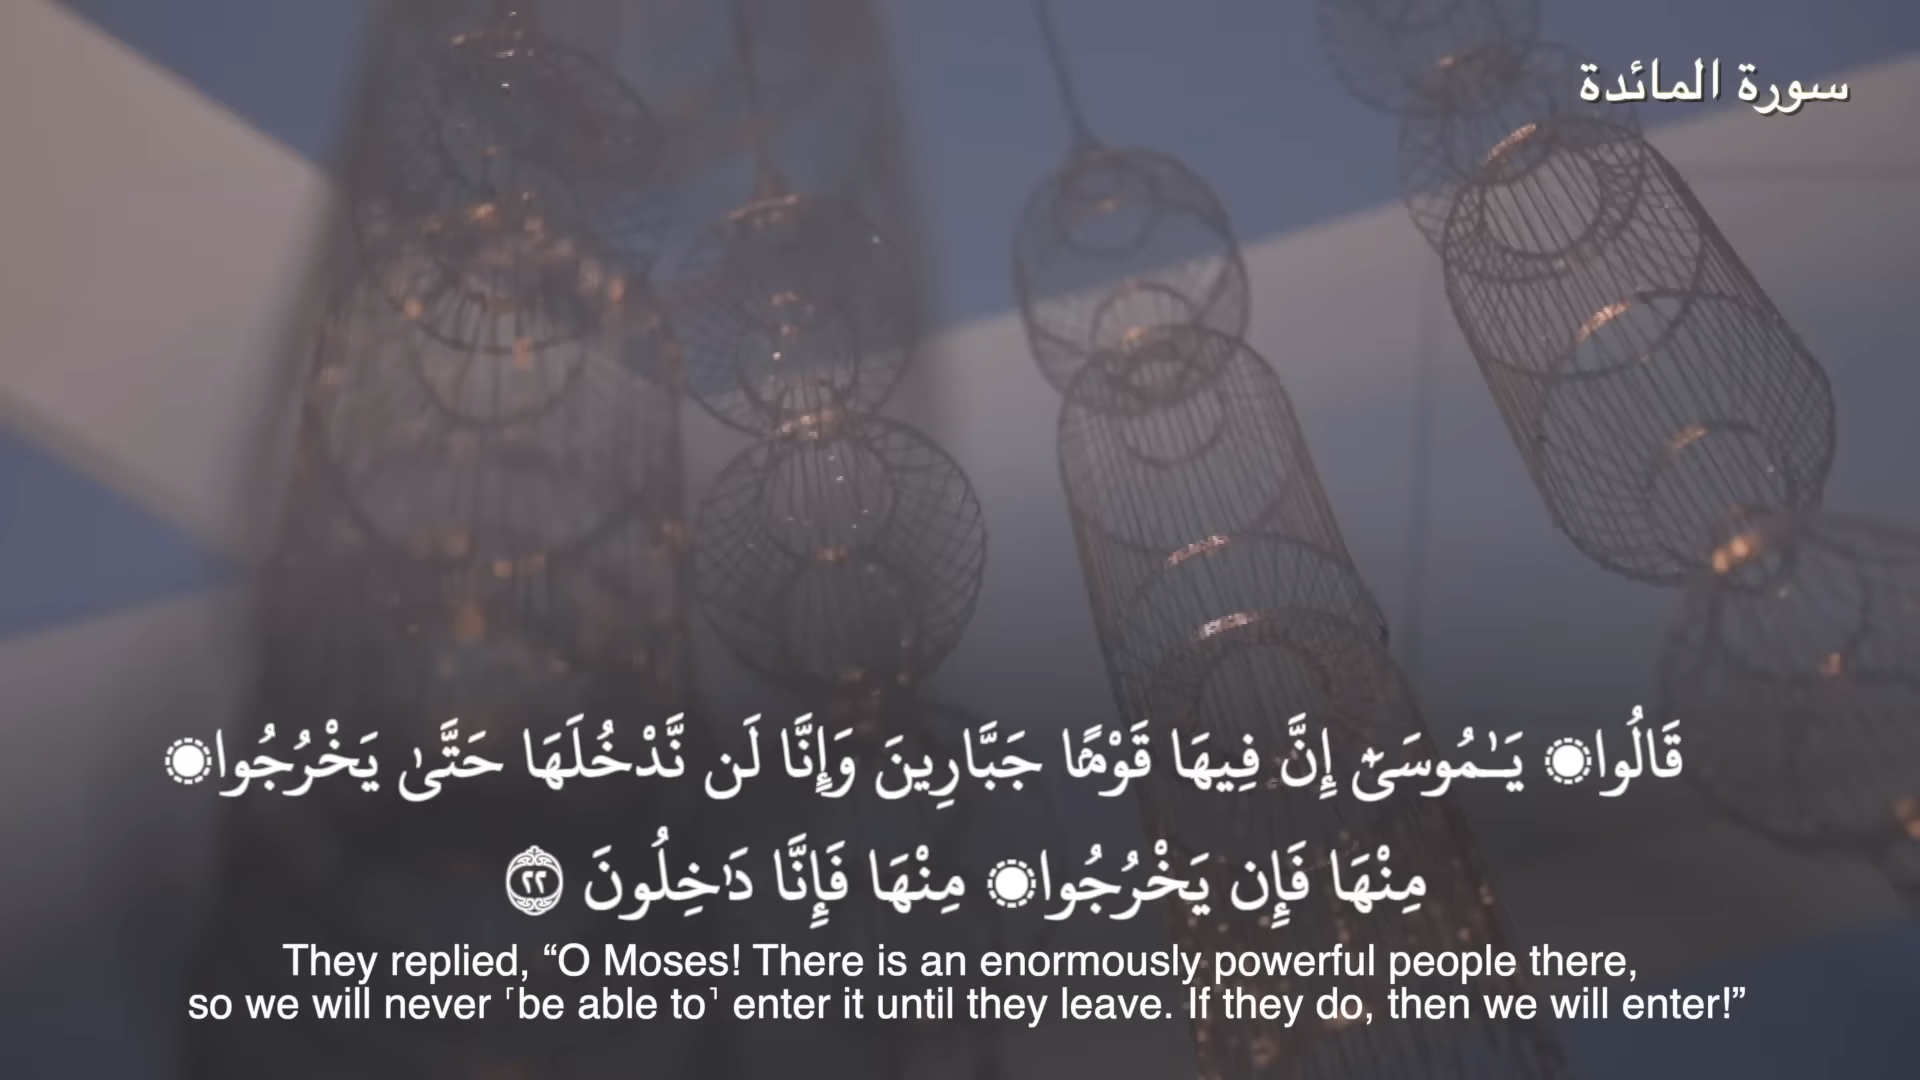 سورة المائدة
قَالُوا۟ يَـٰمُوسَىٰٓ إِنَّ فِيهَا قَوْمًا جَبَّارِينَ وَإِنَّا لَن نَّدْخُلَهَا حَتَّىٰ يَخْرُجُوا۟
مِنْهَا فَإِن يَخْرُجُوا۟ مِنْهَا فَإِنَّا دَٰخِلُونَ ٢٢
They replied, “O Moses! There is an enormously powerful people there,
so we will never ˹be able to˺ enter it until they leave. If they do, then we will enter!”